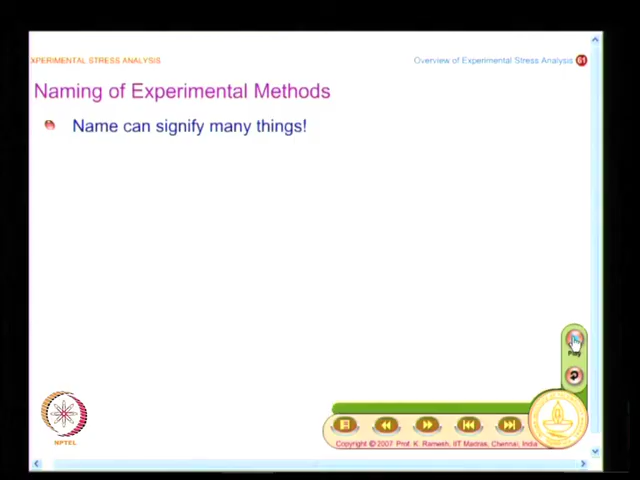 XPERIMENTAL STRESS ANALYSIS
Overview of Experimental Stress Analysis 61
Naming of Experimental Methods
Name can signify many things!
Play
NPTEL
Copyright © 2007 Prof. K. Ramesh, IIT Madras, Chennai, India